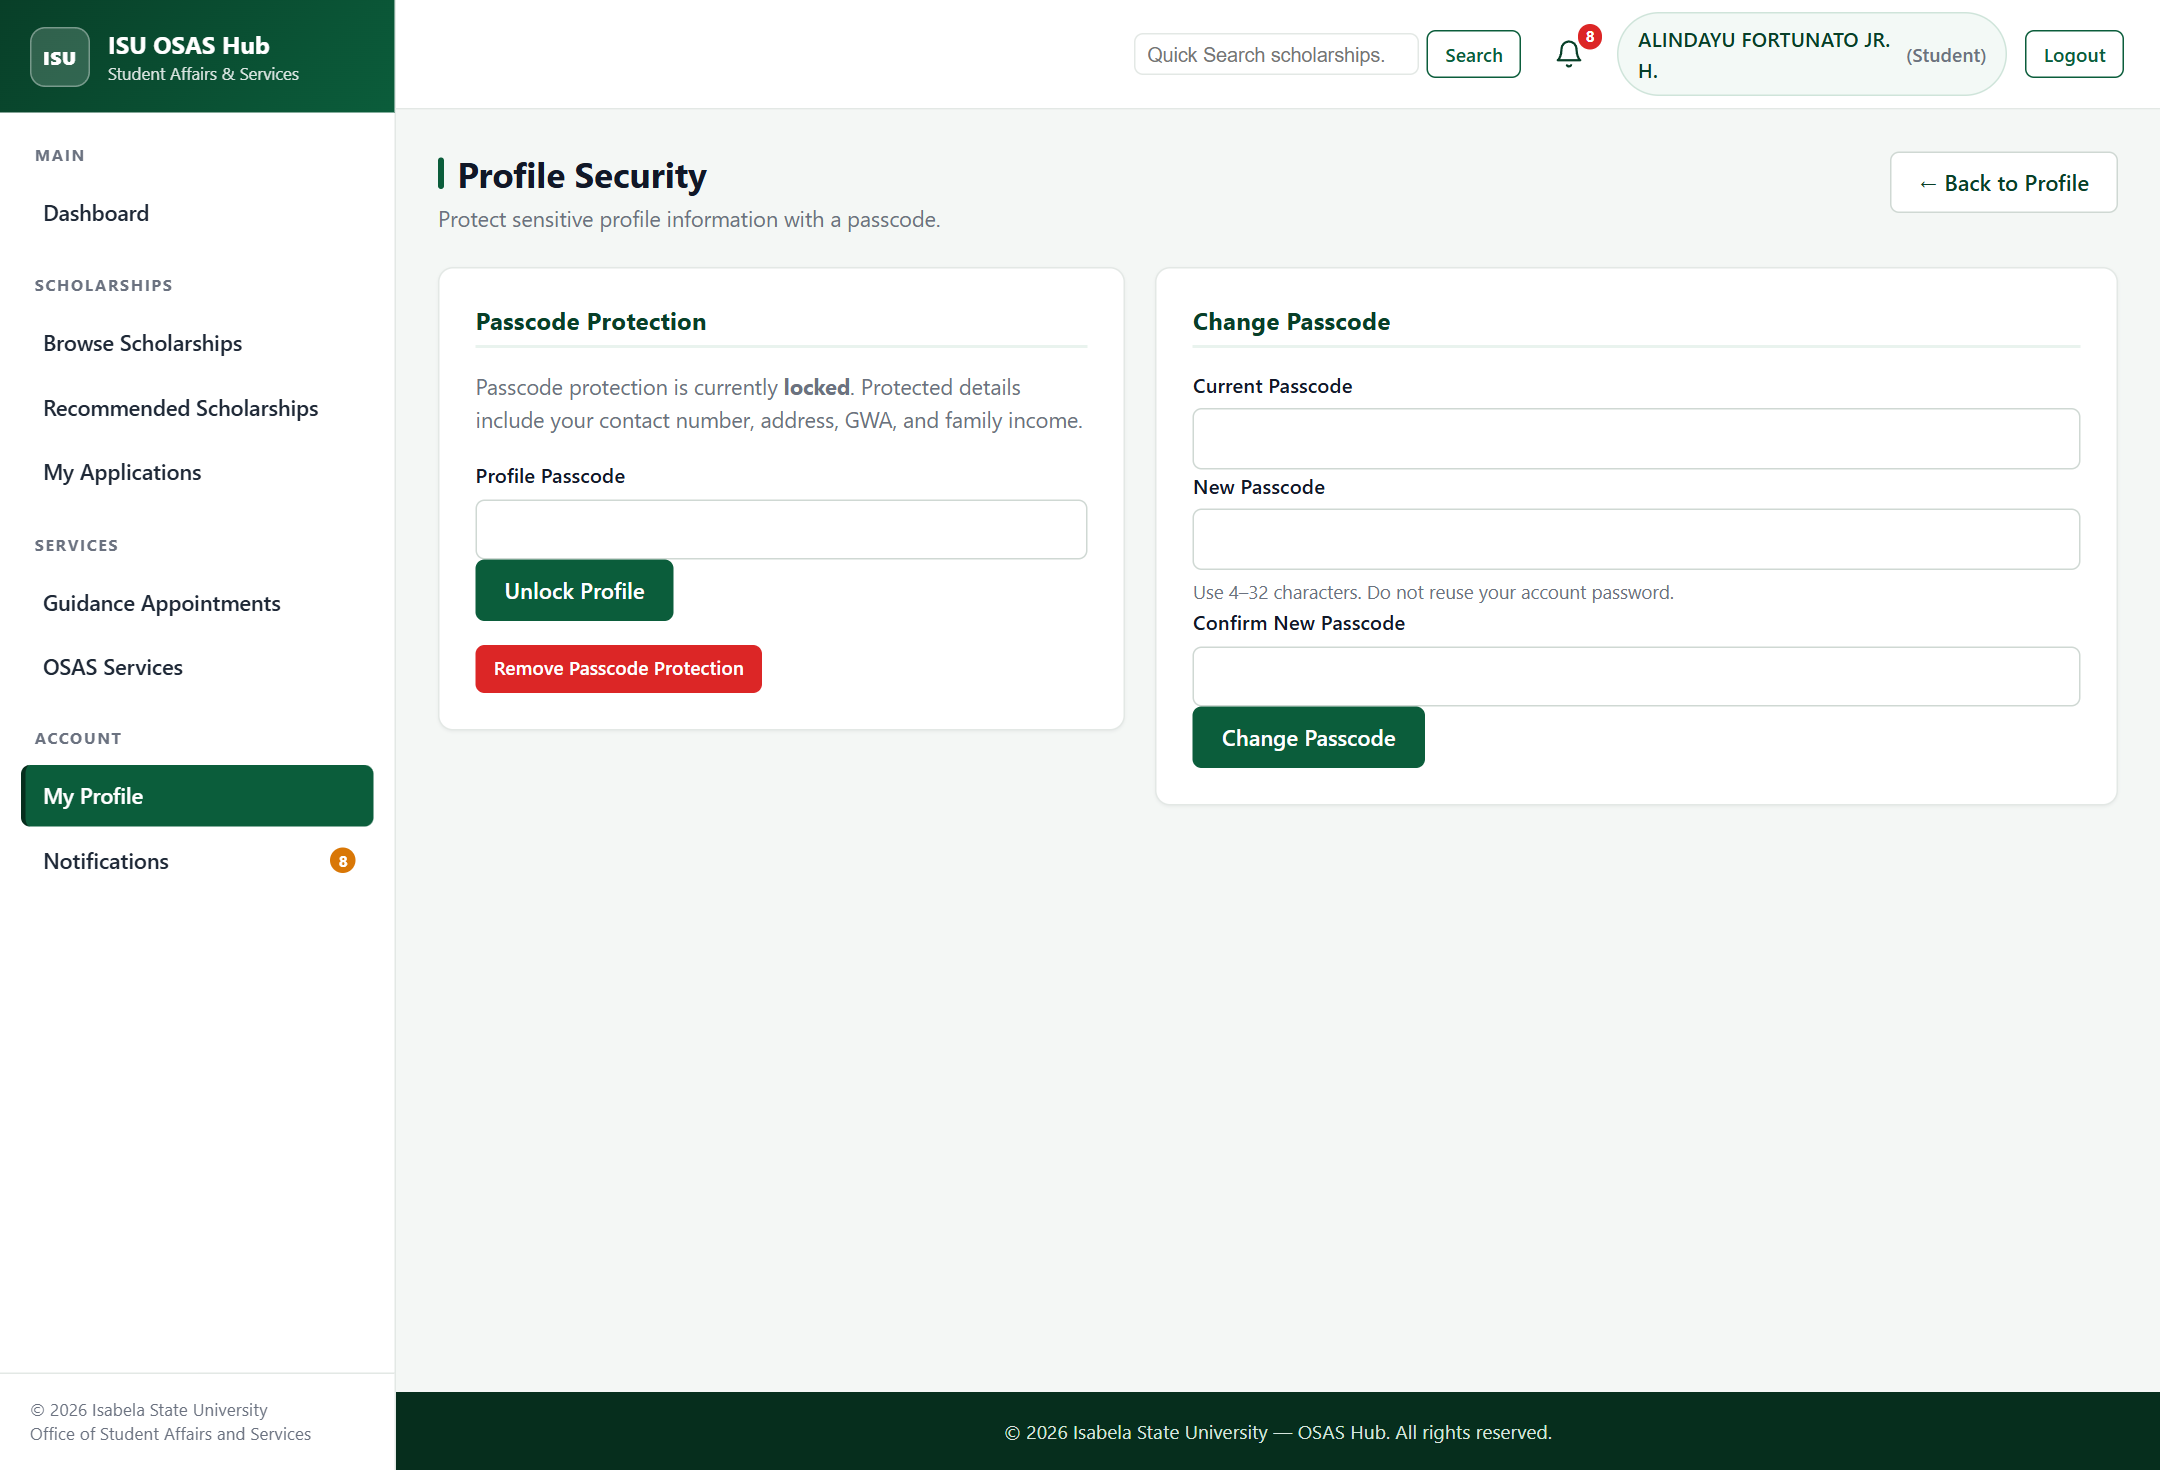 ISU
ISU OSAS Hub
Student Affairs & Services
MAIN
Dashboard
SCHOLARSHIPS
Browse Scholarships
Recommended Scholarships
My Applications
SERVICES
Guidance Appointments
OSAS Services
ACCOUNT
My Profile
Notifications 8
© 2026 Isabela State University
Office of Student Affairs and Services
Quick Search scholarships.
Search
8
ALINDAYU FORTUNATO JR.
H.
(Student)
Logout
Profile Security
Protect sensitive profile information with a passcode.
← Back to Profile
Passcode Protection
Passcode protection is currently locked. Protected details
include your contact number, address, GWA, and family income.
Profile Passcode
Unlock Profile
Remove Passcode Protection
Change Passcode
Current Passcode
New Passcode
Use 4–32 characters. Do not reuse your account password.
Confirm New Passcode
Change Passcode
© 2026 Isabela State University — OSAS Hub. All rights reserved.